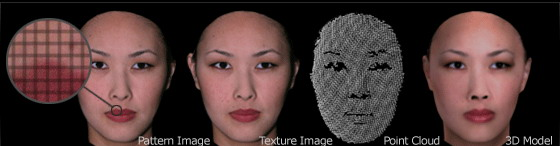 Pattern Image
Texture Image
Point Cloud
3D Model